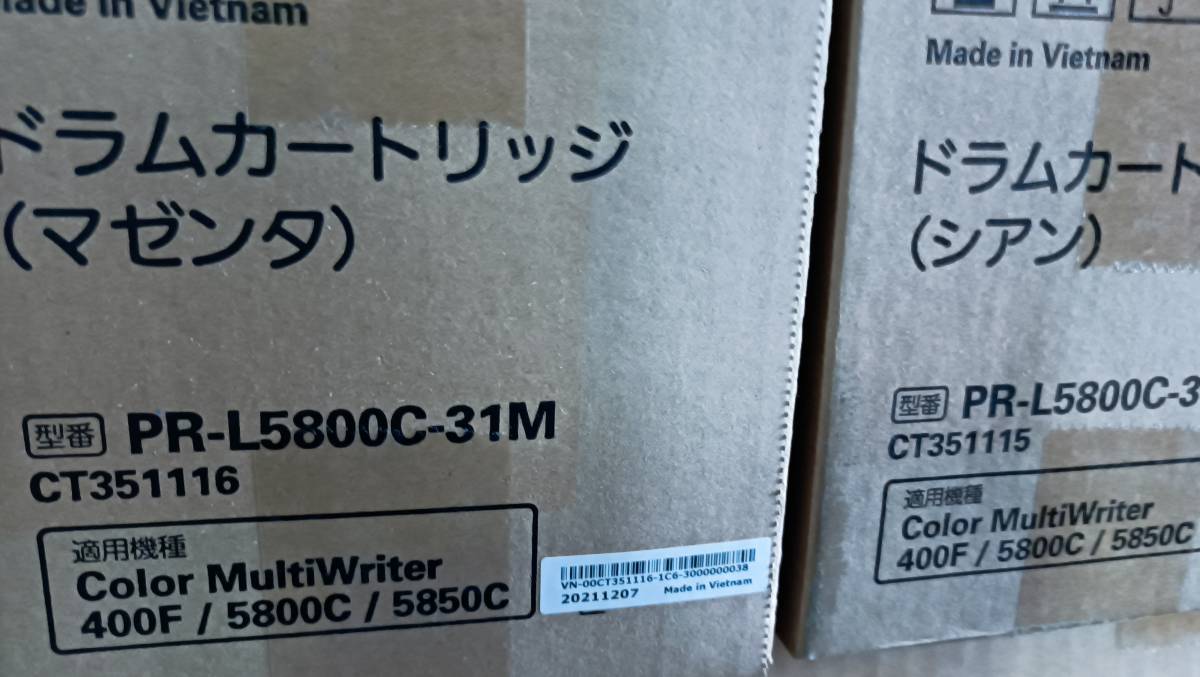 Made in Vietnam
ドラムカートリッジ
(マゼンタ)
型番 PR-L5800C-31M
CT351116
適用機種
Color MultiWriter
400F / 5800C / 5850C
VN-00CT351116-1C6-3000000038
20211207 Made in Vietnam
Made in Vietnam
ドラムカート
(シアン)
型番 PR-L5800C-3
CT351115
適用機種
Color MultiWriter
400F / 5800C / 5850C